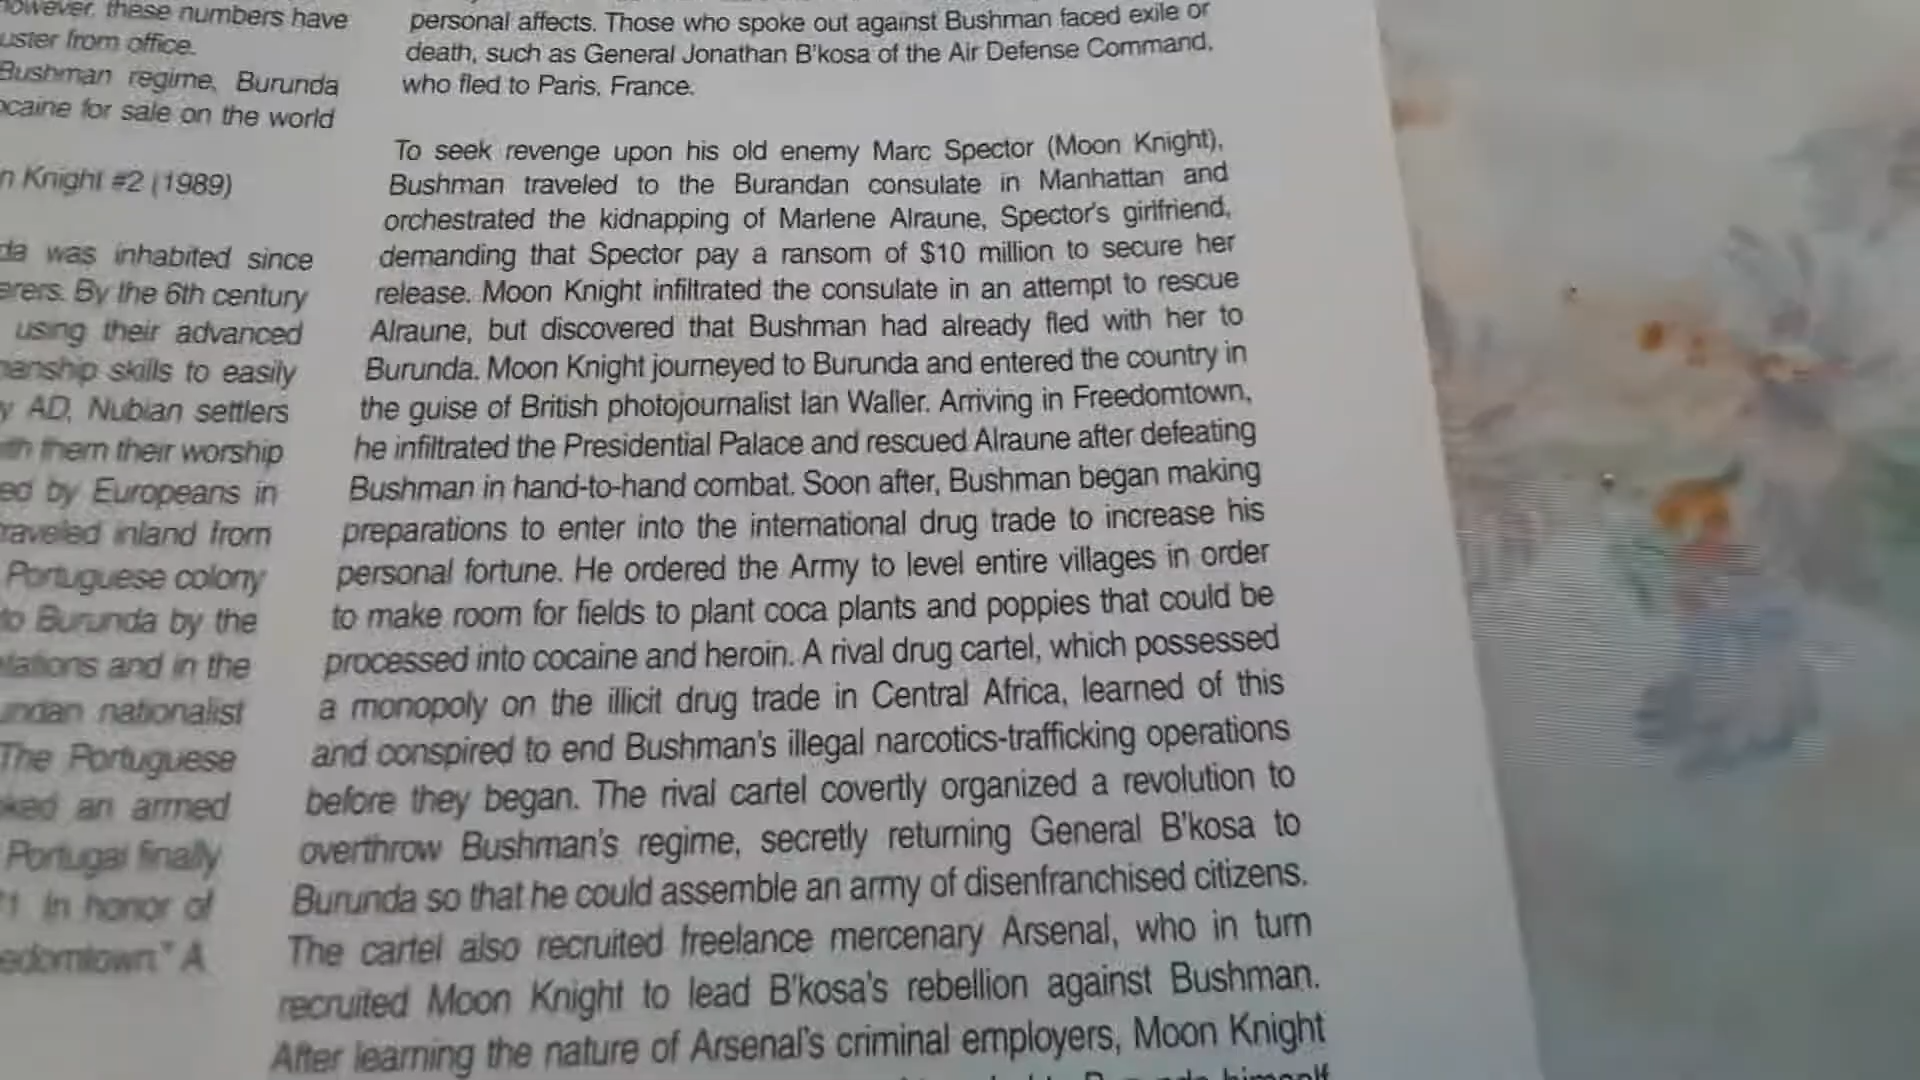 however, these numbers have
ouster from office.
Bushman regime, Burunda
cocaine for sale on the world
Knight #2 (1989)
was inhabited since
By the 6th century
using their advanced
skills to easily
AD, Nubian settlers
them their worship
by Europeans in
traveled inland from
Portuguese colony
to Burunda by the
and in the
nationalist
The Portuguese
an armed
Portugal finally
In honor of
A
personal affects. Those who spoke out against Bushman faced exile or
death, such as General Jonathan B'kosa of the Air Defense Command,
who fled to Paris, France.
To seek revenge upon his old enemy Marc Spector (Moon Knight),
Bushman traveled to the Burandan consulate in Manhattan and
orchestrated the kidnapping of Marlene Alraune, Spector's girlfriend,
demanding that Spector pay a ransom of $10 million to secure her
release. Moon Knight infiltrated the consulate in an attempt to rescue
Alraune, but discovered that Bushman had already fled with her to
Burunda. Moon Knight journeyed to Burunda and entered the country in
the guise of British photojournalist Ian Waller. Arriving in Freedomtown,
he infiltrated the Presidential Palace and rescued Alraune after defeating
Bushman in hand-to-hand combat. Soon after, Bushman began making
preparations to enter into the international drug trade to increase his
personal fortune. He ordered the Army to level entire villages in order
to make room for fields to plant coca plants and poppies that could be
processed into cocaine and heroin. A rival drug cartel, which possessed
a monopoly on the illicit drug trade in Central Africa, learned of this
and conspired to end Bushman's illegal narcotics-trafficking operations
before they began. The rival cartel covertly organized a revolution to
overthrow Bushman's regime, secretly returning General B'kosa to
Burunda so that he could assemble an army of disenfranchised citizens.
The cartel also recruited freelance mercenary Arsenal, who in turn
recruited Moon Knight to lead B'kosa's rebellion against Bushman.
After learning the nature of Arsenal's criminal employers, Moon Knight
himself